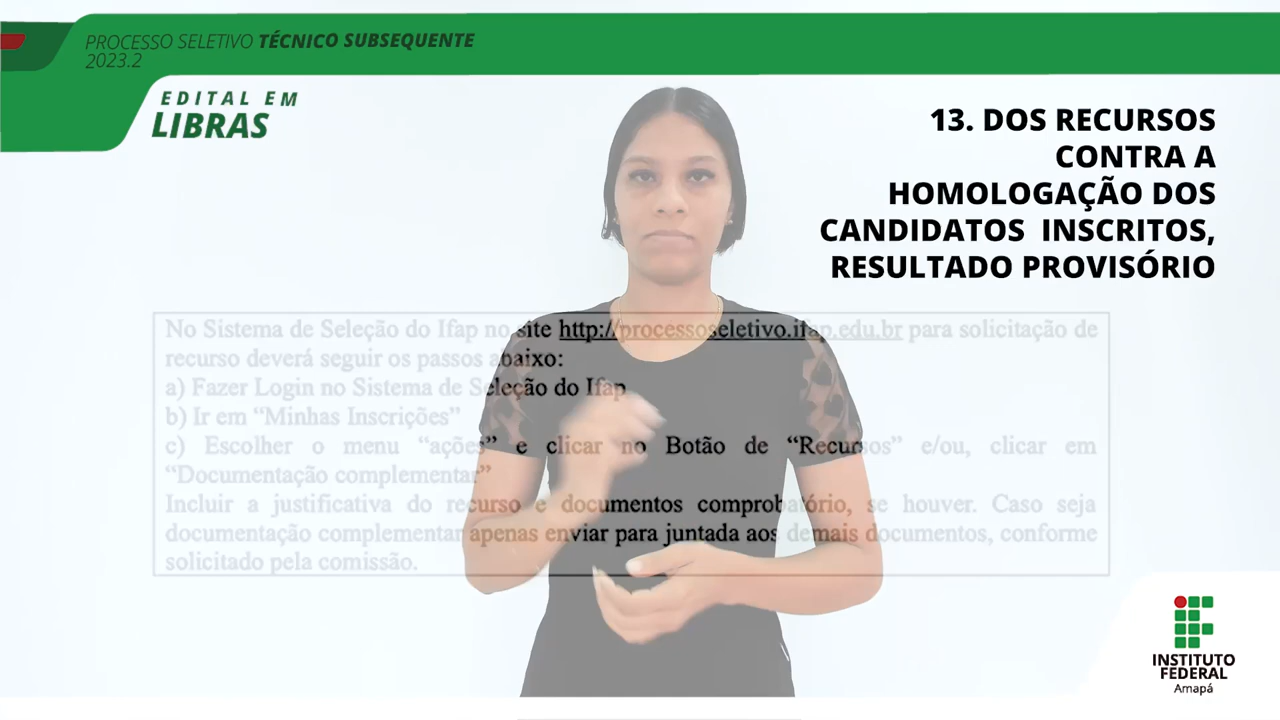 PROCESSO SELETIVO TÉCNICO SUBSEQUENTE
2023.2
EDITAL EM
LIBRAS
13. DOS RECURSOS
CONTRA A
HOMOLOGAÇÃO DOS
CANDIDATOS INSCRITOS,
RESULTADO PROVISÓRIO
No Sistema de Seleção do Ifap no site http://processoseletivo.ifap.edu.br para solicitação de
recurso deverá seguir os passos abaixo:
a) Fazer Login no Sistema de Seleção do Ifap
b) Ir em “Minhas Inscrições”
c) Escolher o menu “ações” e clicar no Botão de “Recursos” e/ou, clicar em
“Documentação complementar”
Incluir a justificativa do recurso e documentos comprobatório, se houver. Caso seja
documentação complementar apenas enviar para juntada aos demais documentos, conforme
solicitado pela comissão.
INSTITUTO
FEDERAL
Amapá